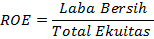 ROE = Laba Bersih / Total Ekuitas